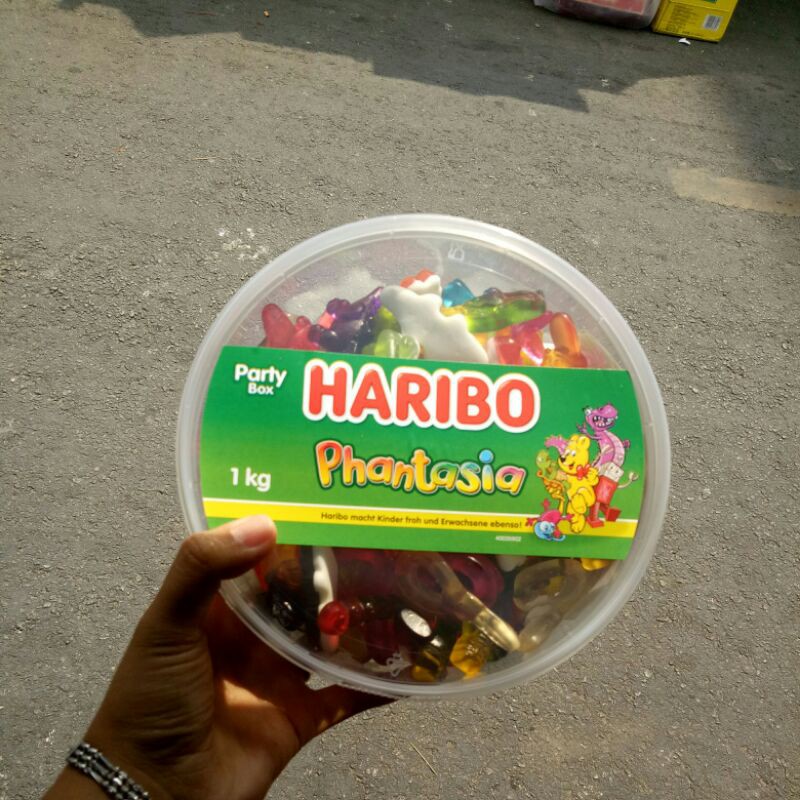 Party
Box
HARIBO
Phantasia
1 kg
Haribo macht Kinder froh und Erwachsene ebenso!